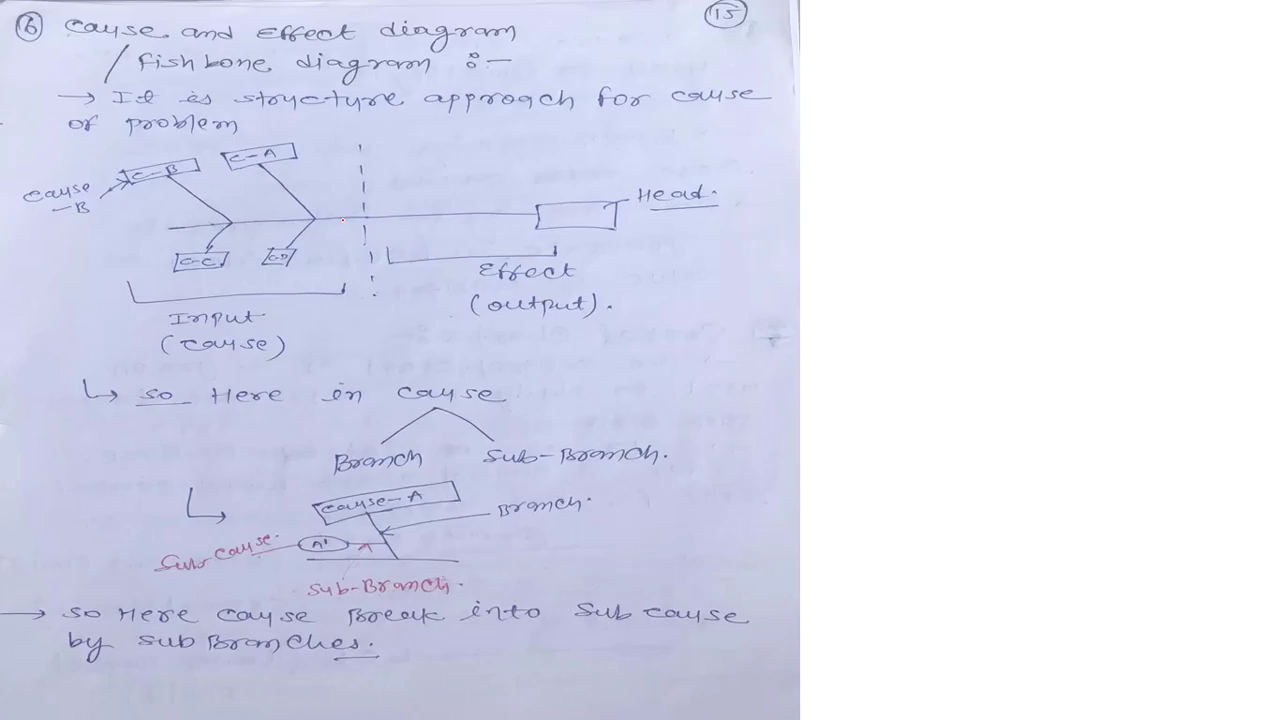 15
6 Cause and Effect diagram
/ Fishbone diagram :-
→ It is structure approach for cause
of problem
C-B
C-A
Cause
-B
Head.
C-C
C-D
Effect
(output).
Input
(cause)
↳ so Here in cause
Branch
Sub-Branch.
Cause-A
Branch.
Sub cause.
A'
Sub-Branch.
→ so Here cause Break into Sub cause
by sub Branches.